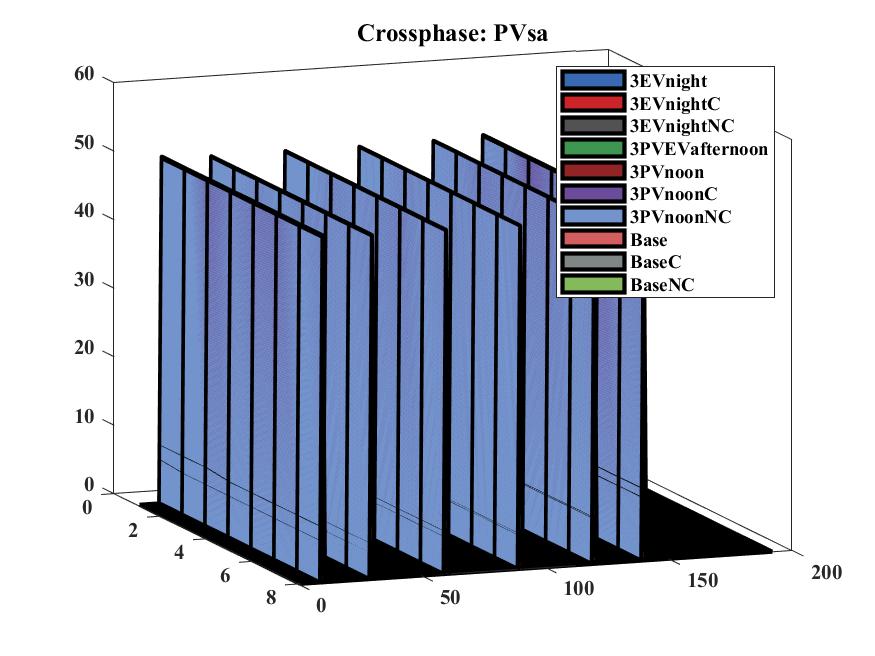 Crossphase: PVsa
60
50
40
30
20
10
0
0
2
4
6
8
0
50
100
150
200
3EVnight
3EVnightC
3EVnightNC
3PVEVafternoon
3PVnoon
3PVnoonC
3PVnoonNC
Base
BaseC
BaseNC